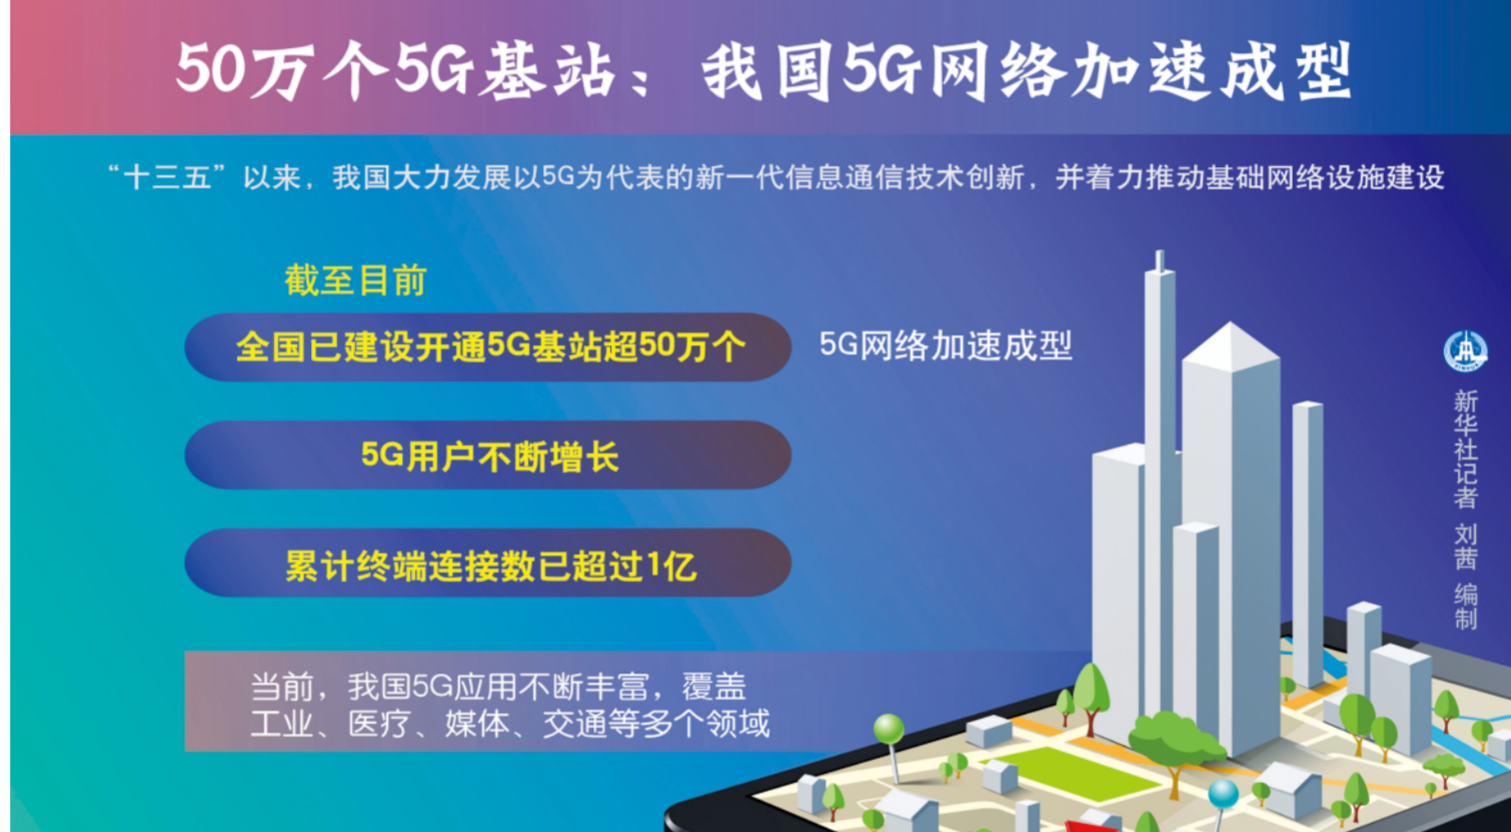 50万个5G基站：我国5G网络加速成型
“十三五”以来，我国大力发展以5G为代表的新一代信息通信技术创新，并着力推动基础网络设施建设
截至目前
全国已建设开通5G基站超50万个
5G网络加速成型
5G用户不断增长
累计终端连接数已超过1亿
当前，我国5G应用不断丰富，覆盖
工业、医疗、媒体、交通等多个领域
新华社记者 刘茜 编制